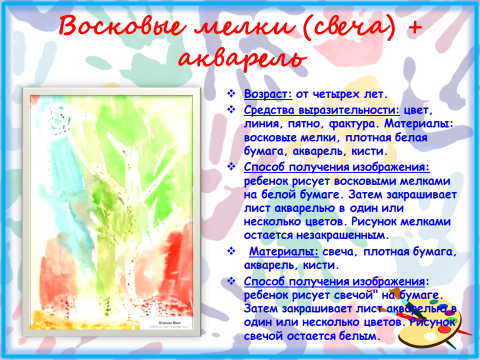 Восковые мелки (свеча) +
акварель
❖ Возраст: от четырех лет.
❖ Средства выразительности: цвет,
линия, пятно, фактура. Материалы:
восковые мелки, плотная белая
бумага, акварель, кисти.
❖ Способ получения изображения:
ребенок рисует восковыми мелками
на белой бумаге. Затем закрашивает
лист акварелью в один или
несколько цветов. Рисунок мелками
остается незакрашенным.
❖ Материалы: свеча, плотная бумага,
акварель, кисти.
❖ Способ получения изображения:
ребенок рисует свечой" на бумаге.
Затем закрашивает лист акварелью в
один или несколько цветов. Рисунок
свечой остается белым.